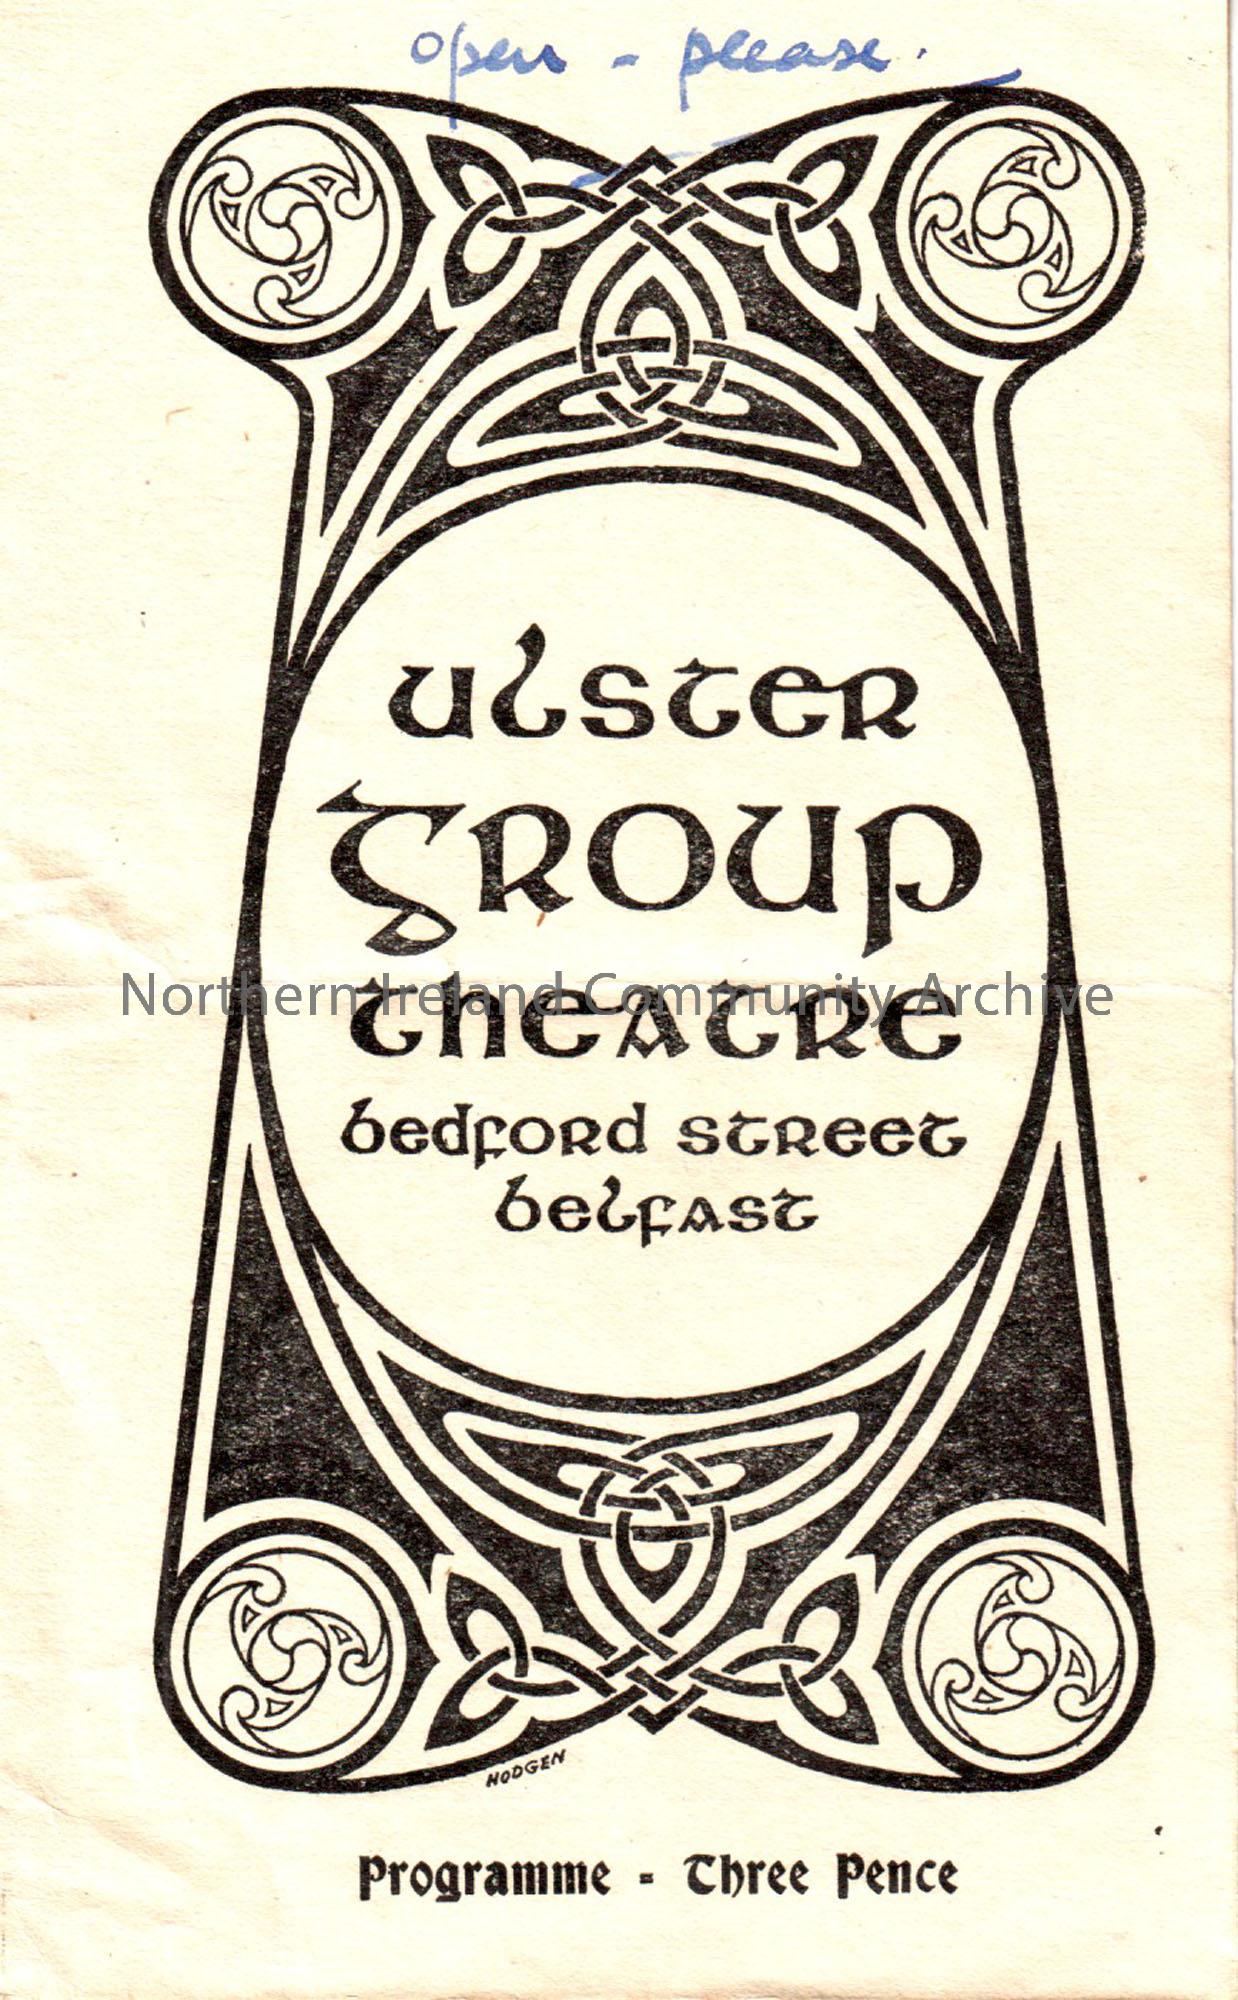 open - please.
ulster
group
Northern Ireland Community Archive
theatre
bedford street
belfast
HODGEN
Programme - Three Pence